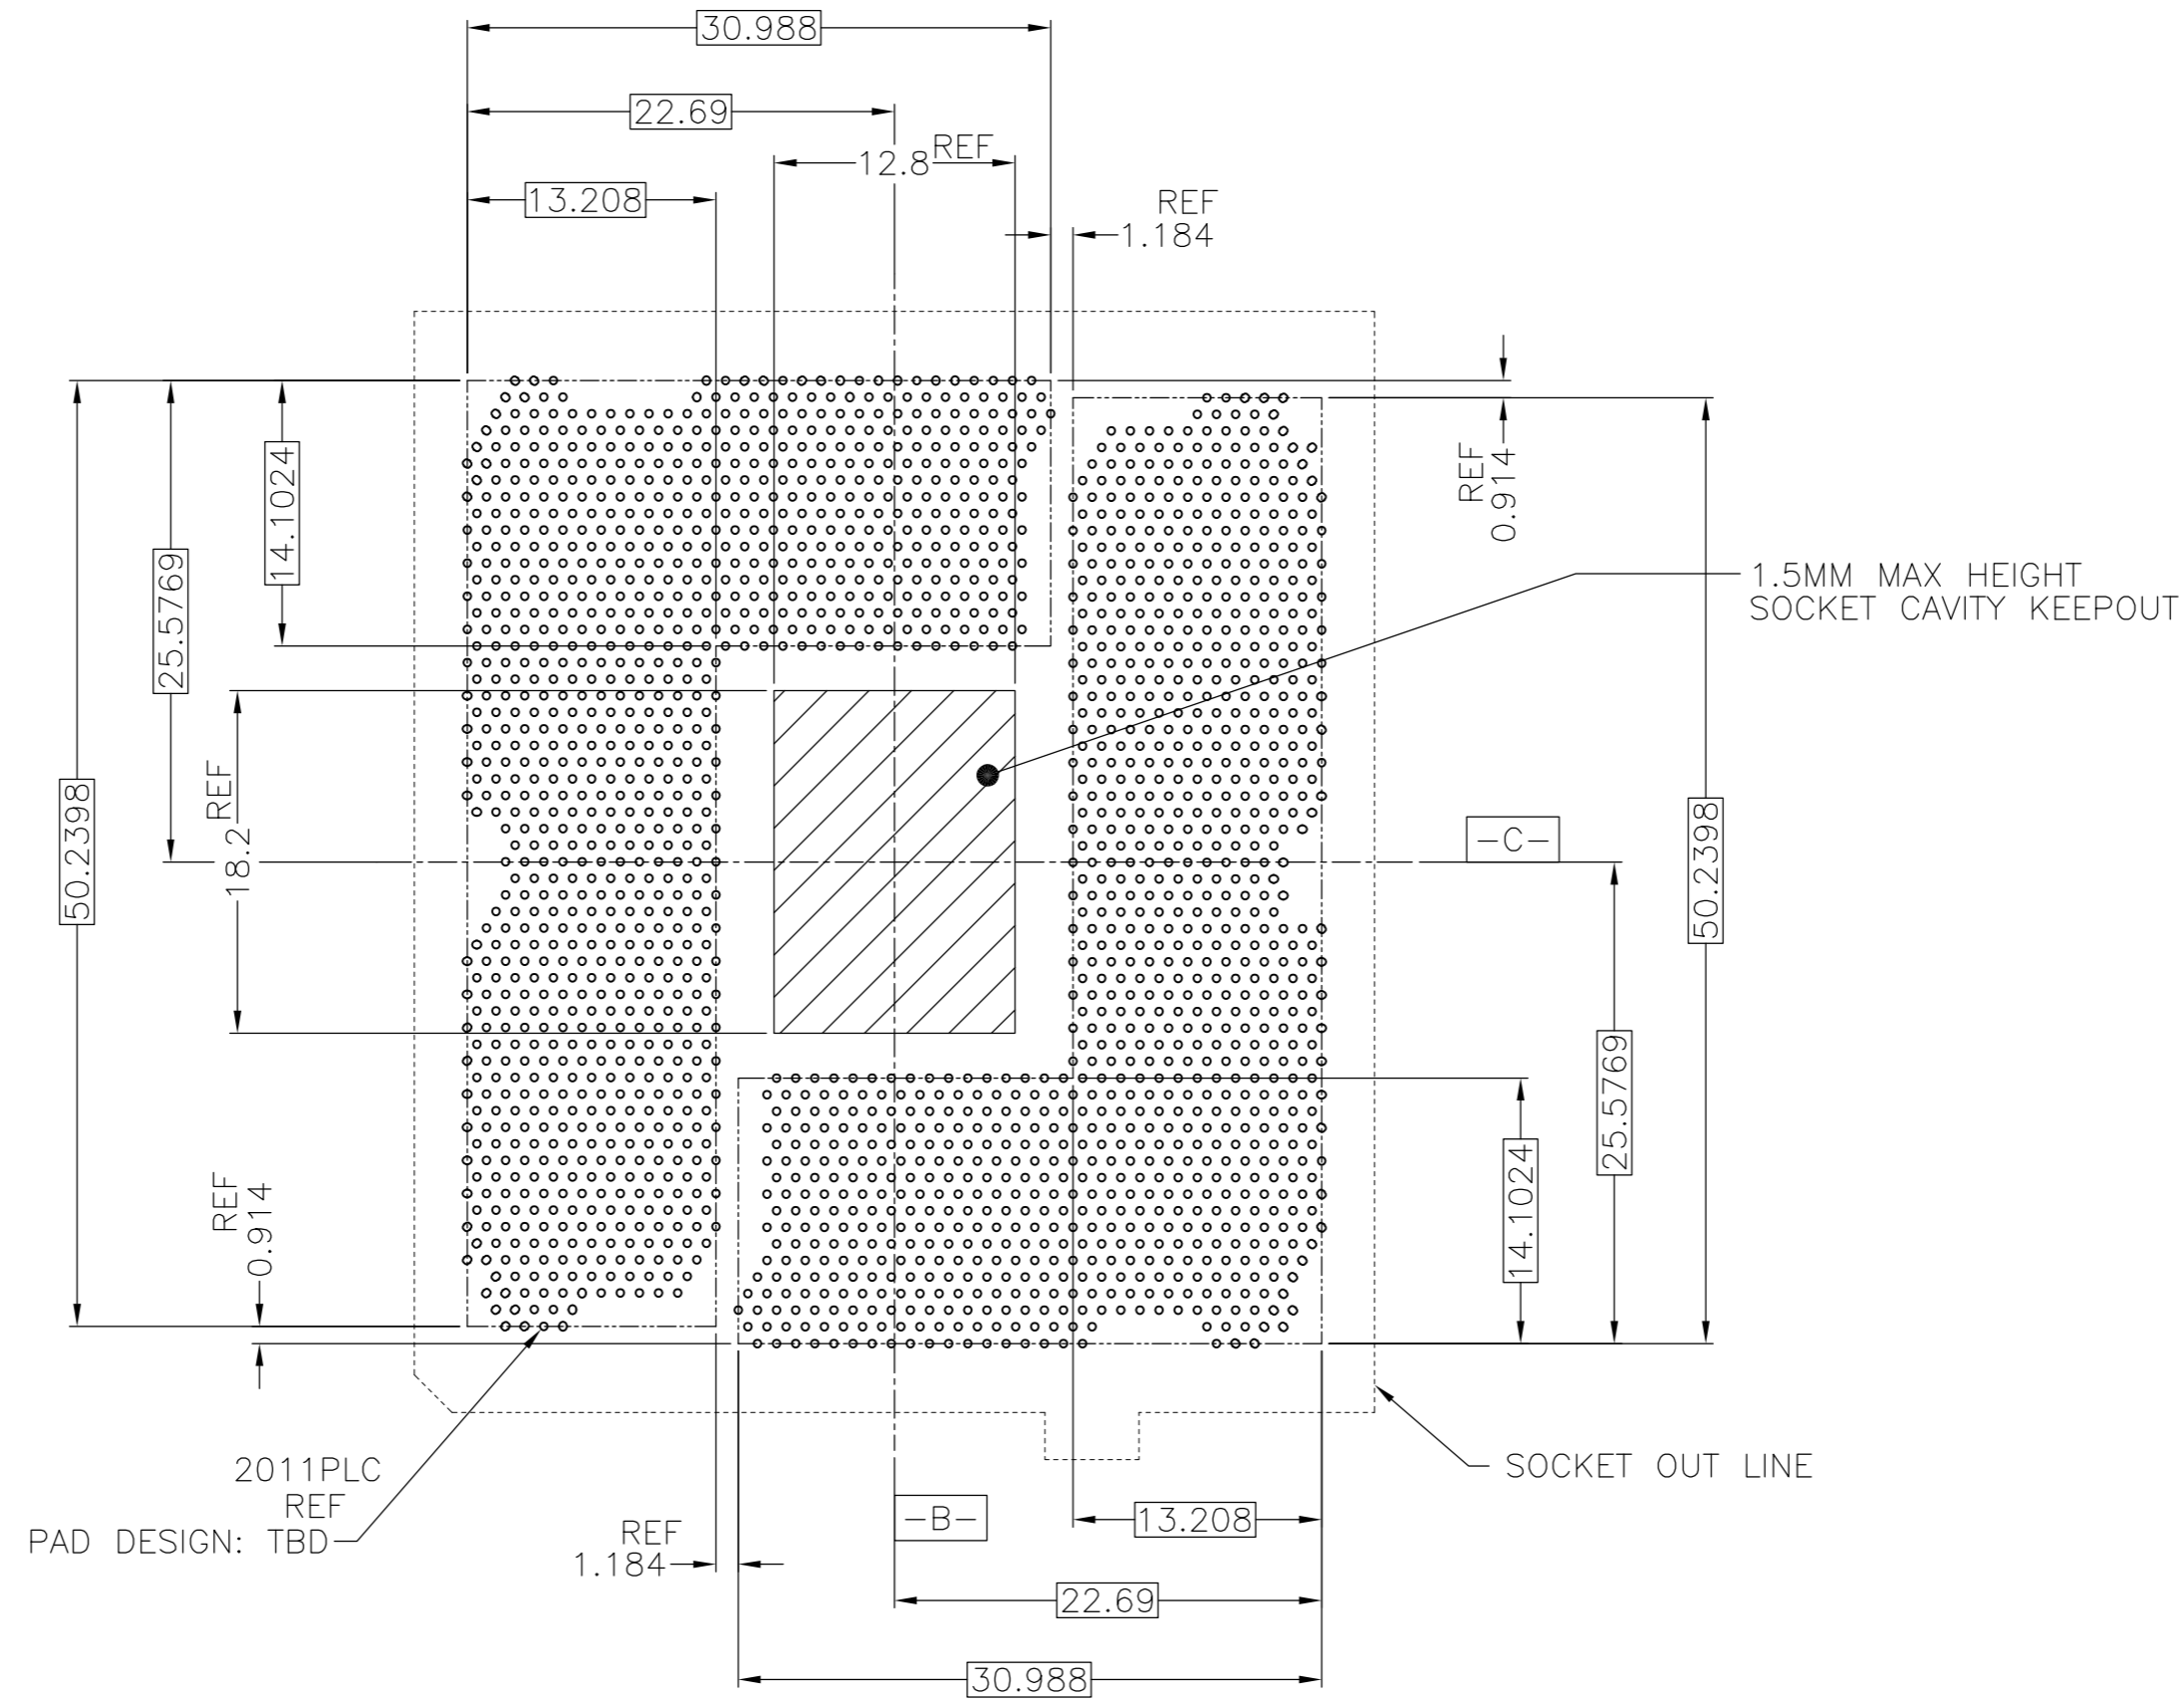 30.988
22.69
12.8 REF
13.208
REF
1.184
14.1024
25.5769
REF
0.914
1.5MM MAX HEIGHT
SOCKET CAVITY KEEPOUT
50.2398
18.2 REF
-C-
50.2398
25.5769
14.1024
REF
0.914
2011PLC
REF
PAD DESIGN: TBD
SOCKET OUT LINE
-B-
13.208
REF
1.184
22.69
30.988